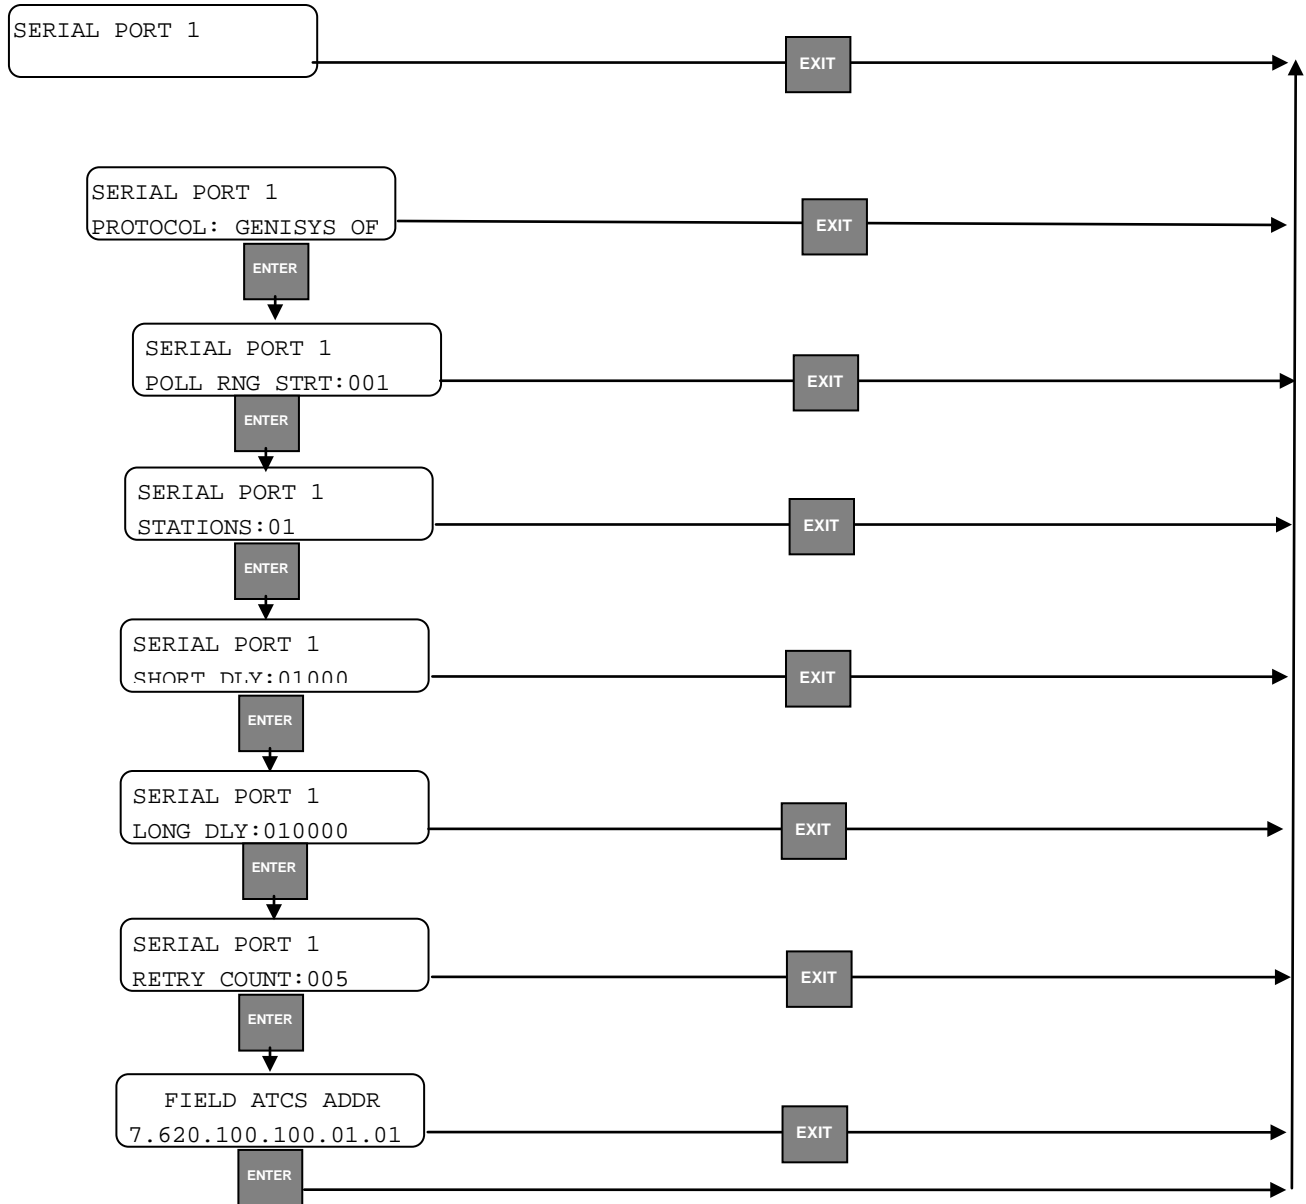 SERIAL PORT 1
EXIT
SERIAL PORT 1
PROTOCOL: GENISYS OF
EXIT
ENTER
SERIAL PORT 1
POLL RNG STRT:001
EXIT
ENTER
SERIAL PORT 1
STATIONS:01
EXIT
ENTER
SERIAL PORT 1
SHORT DLY:01000
EXIT
ENTER
SERIAL PORT 1
LONG DLY:010000
EXIT
ENTER
SERIAL PORT 1
RETRY COUNT:005
EXIT
ENTER
FIELD ATCS ADDR
7.620.100.100.01.01
EXIT
ENTER